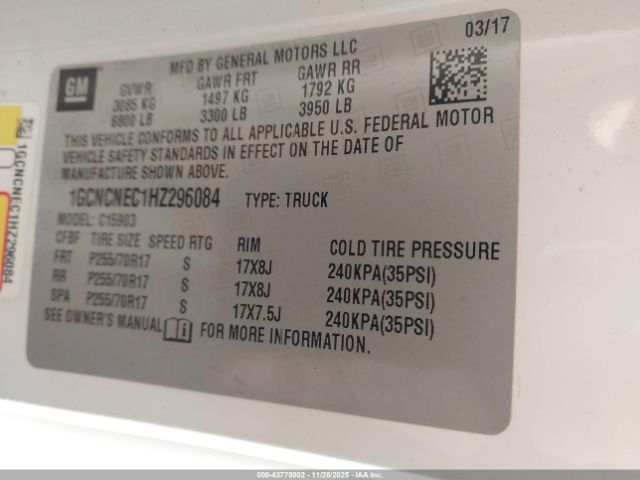 03/17
GM
MFD BY GENERAL MOTORS LLC
GVWR GAWR FRT GAWR RR
3085 KG 1497 KG 1792 KG
6800 LB 3300 LB 3950 LB
THIS VEHICLE CONFORMS TO ALL APPLICABLE U.S. FEDERAL MOTOR
VEHICLE SAFETY STANDARDS IN EFFECT ON THE DATE OF
MANUFACTURE SHOWN ABOVE.
1GCNCNEC1HZ296084 TYPE: TRUCK
MODEL: C15903
CFBF TIRE SIZE SPEED RTG RIM COLD TIRE PRESSURE
FRT P255/70R17 S 17X8J 240KPA(35PSI)
RR P255/70R17 S 17X8J 240KPA(35PSI)
SPA P255/70R17 S 17X7.5J 240KPA(35PSI)
SEE OWNER'S MANUAL i FOR MORE INFORMATION.
1GCNCNEC1HZ296084
000-43775002 - 11/28/2025 - IAAI.COM